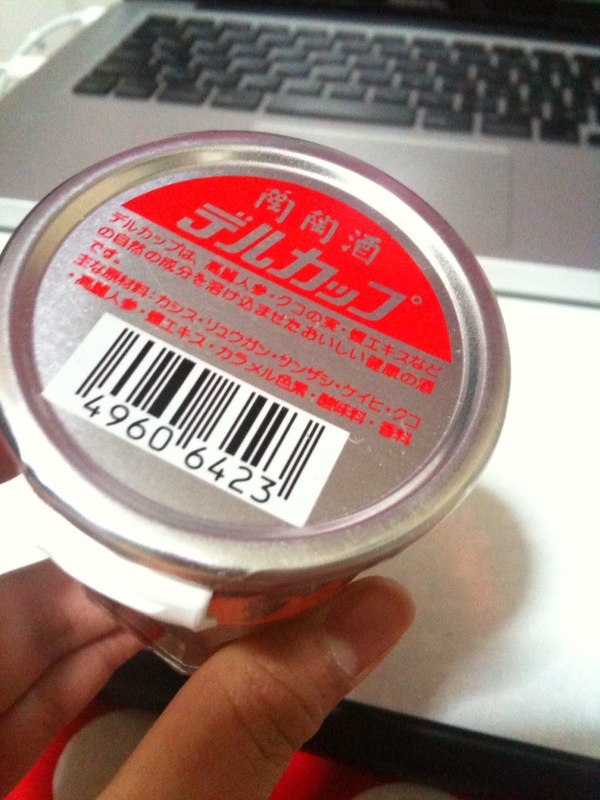 陶陶酒
デルカップ
デルカップは、高麗人参・クコの実・蝮エキスなど
の自然の成分を溶け込ませたおいしい健康の酒
です。
主な原材料：カシス・リュウガン・サンザシ・ケイヒ・クコ
・高麗人参・蝮エキス・カラメル色素・酸味料・香料
4960 6423